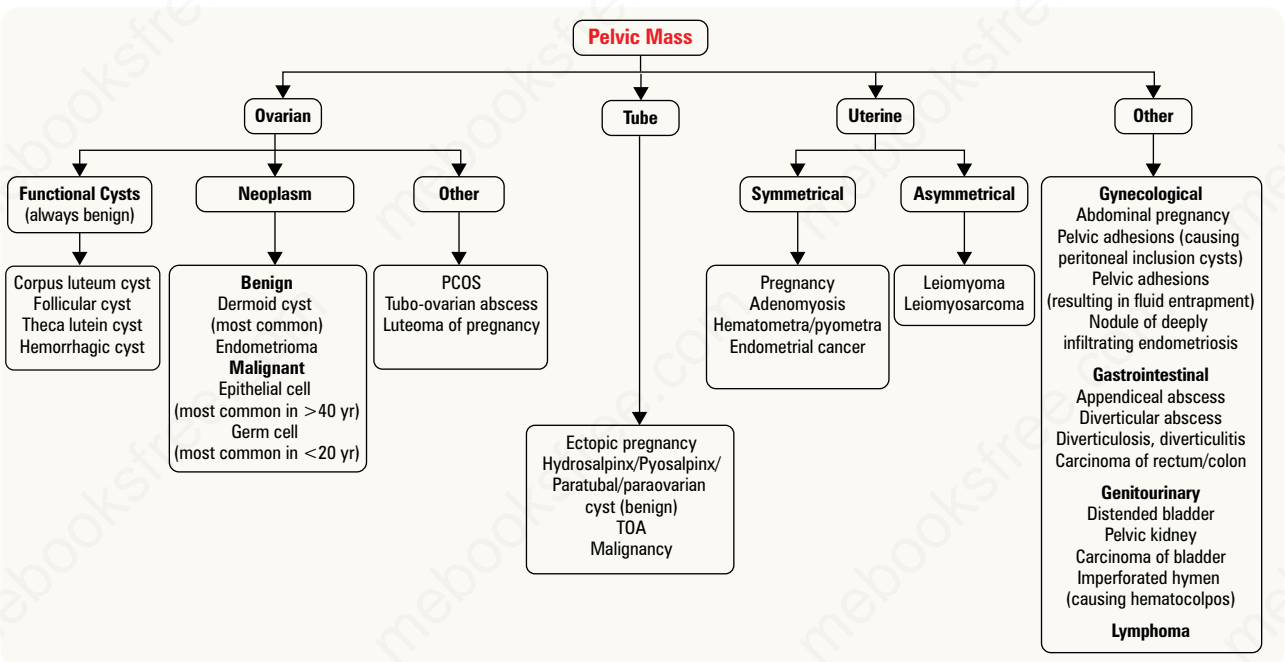 Pelvic Mass
Ovarian
Tube
Uterine
Other
Functional Cysts
(always benign)
Neoplasm
Other
Symmetrical
Asymmetrical
Corpus luteum cyst
Follicular cyst
Theca lutein cyst
Hemorrhagic cyst
Benign
Dermoid cyst
(most common)
Endometrioma
Malignant
Epithelial cell
(most common in >40 yr)
Germ cell
(most common in <20 yr)
PCOS
Tubo-ovarian abscess
Luteoma of pregnancy
Ectopic pregnancy
Hydrosalpinx/Pyosalpinx/
Paratubal/paraovarian
cyst (benign)
TOA
Malignancy
Pregnancy
Adenomyosis
Hematometra/pyometra
Endometrial cancer
Leiomyoma
Leiomyosarcoma
Gynecological
Abdominal pregnancy
Pelvic adhesions (causing
peritoneal inclusion cysts)
Pelvic adhesions
(resulting in fluid entrapment)
Nodule of deeply
infiltrating endometriosis
Gastrointestinal
Appendiceal abscess
Diverticular abscess
Diverticulosis, diverticulitis
Carcinoma of rectum/colon
Genitourinary
Distended bladder
Pelvic kidney
Carcinoma of bladder
Imperforated hymen
(causing hematocolpos)
Lymphoma
mebooksfree.com